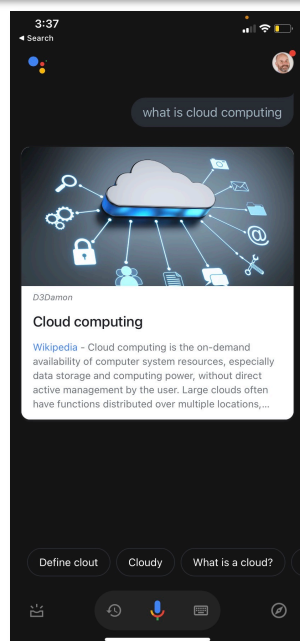 3:37
Search
what is cloud computing
@
D3Damon
Cloud computing
Wikipedia - Cloud computing is the on-demand
availability of computer system resources, especially
data storage and computing power, without direct
active management by the user. Large clouds often
have functions distributed over multiple locations,...
Define clout
Cloudy
What is a cloud?